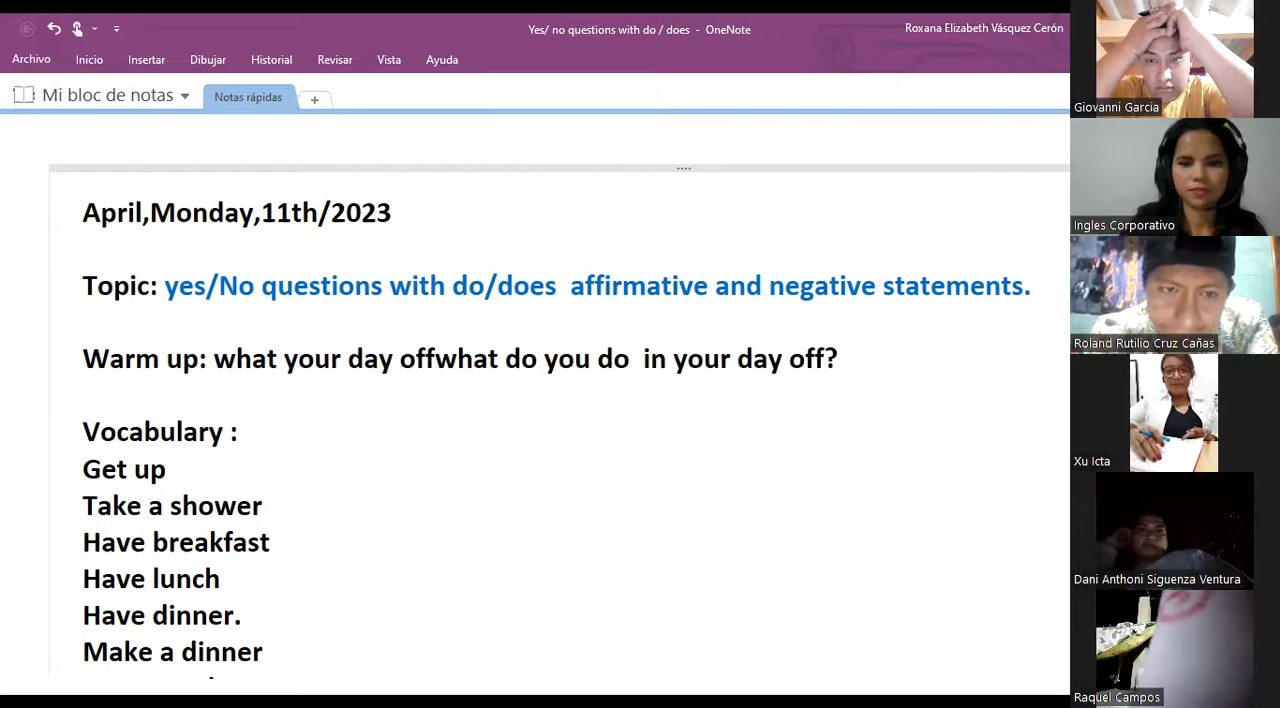 Yes/ no questions with do / does - OneNote
Roxana Elizabeth Vásquez Cerón
Archivo Inicio Insertar Dibujar Historial Revisar Vista Ayuda
Mi bloc de notas Notas rápidas
April,Monday,11th/2023
Topic: yes/No questions with do/does affirmative and negative statements.
Warm up: what your day offwhat do you do in your day off?
Vocabulary :
Get up
Take a shower
Have breakfast
Have lunch
Have dinner.
Make a dinner
Giovanni Garcia
Ingles Corporativo
Roland Rutilio Cruz Cañas
Xu Icta
Dani Anthoni Siguenza Ventura
Raquel Campos